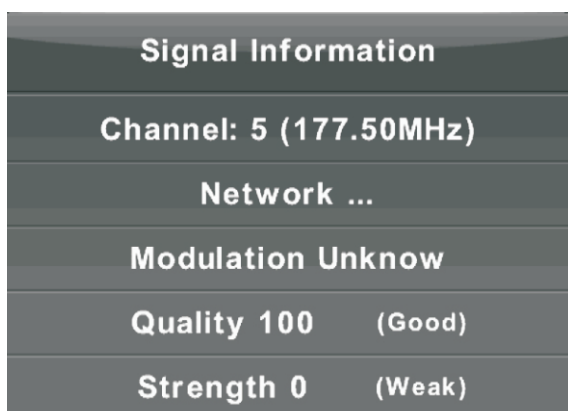 Signal Information
Channel: 5 (177.50MHz)
Network ...
Modulation Unknow
Quality 100 (Good)
Strength 0 (Weak)